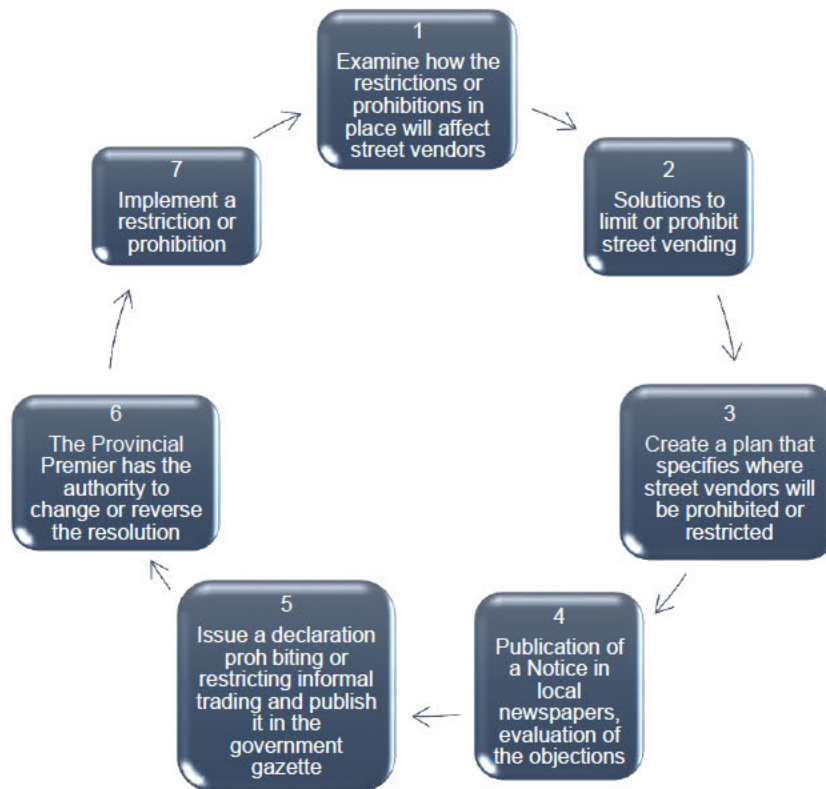 1
Examine how the
restrictions or
prohibitions in
place will affect
street vendors
2
Solutions to
limit or prohibit
street vending
3
Create a plan that
specifies where
street vendors will
be prohibited or
restricted
4
Publication of
a Notice in
local
newspapers,
evaluation of
the objections
5
Issue a declaration
proh biting or
restricting informal
trading and publish
it in the
government
gazette
6
The Provincial
Premier has the
authority to
change or reverse
the resolution
7
Implement a
restriction or
prohibition